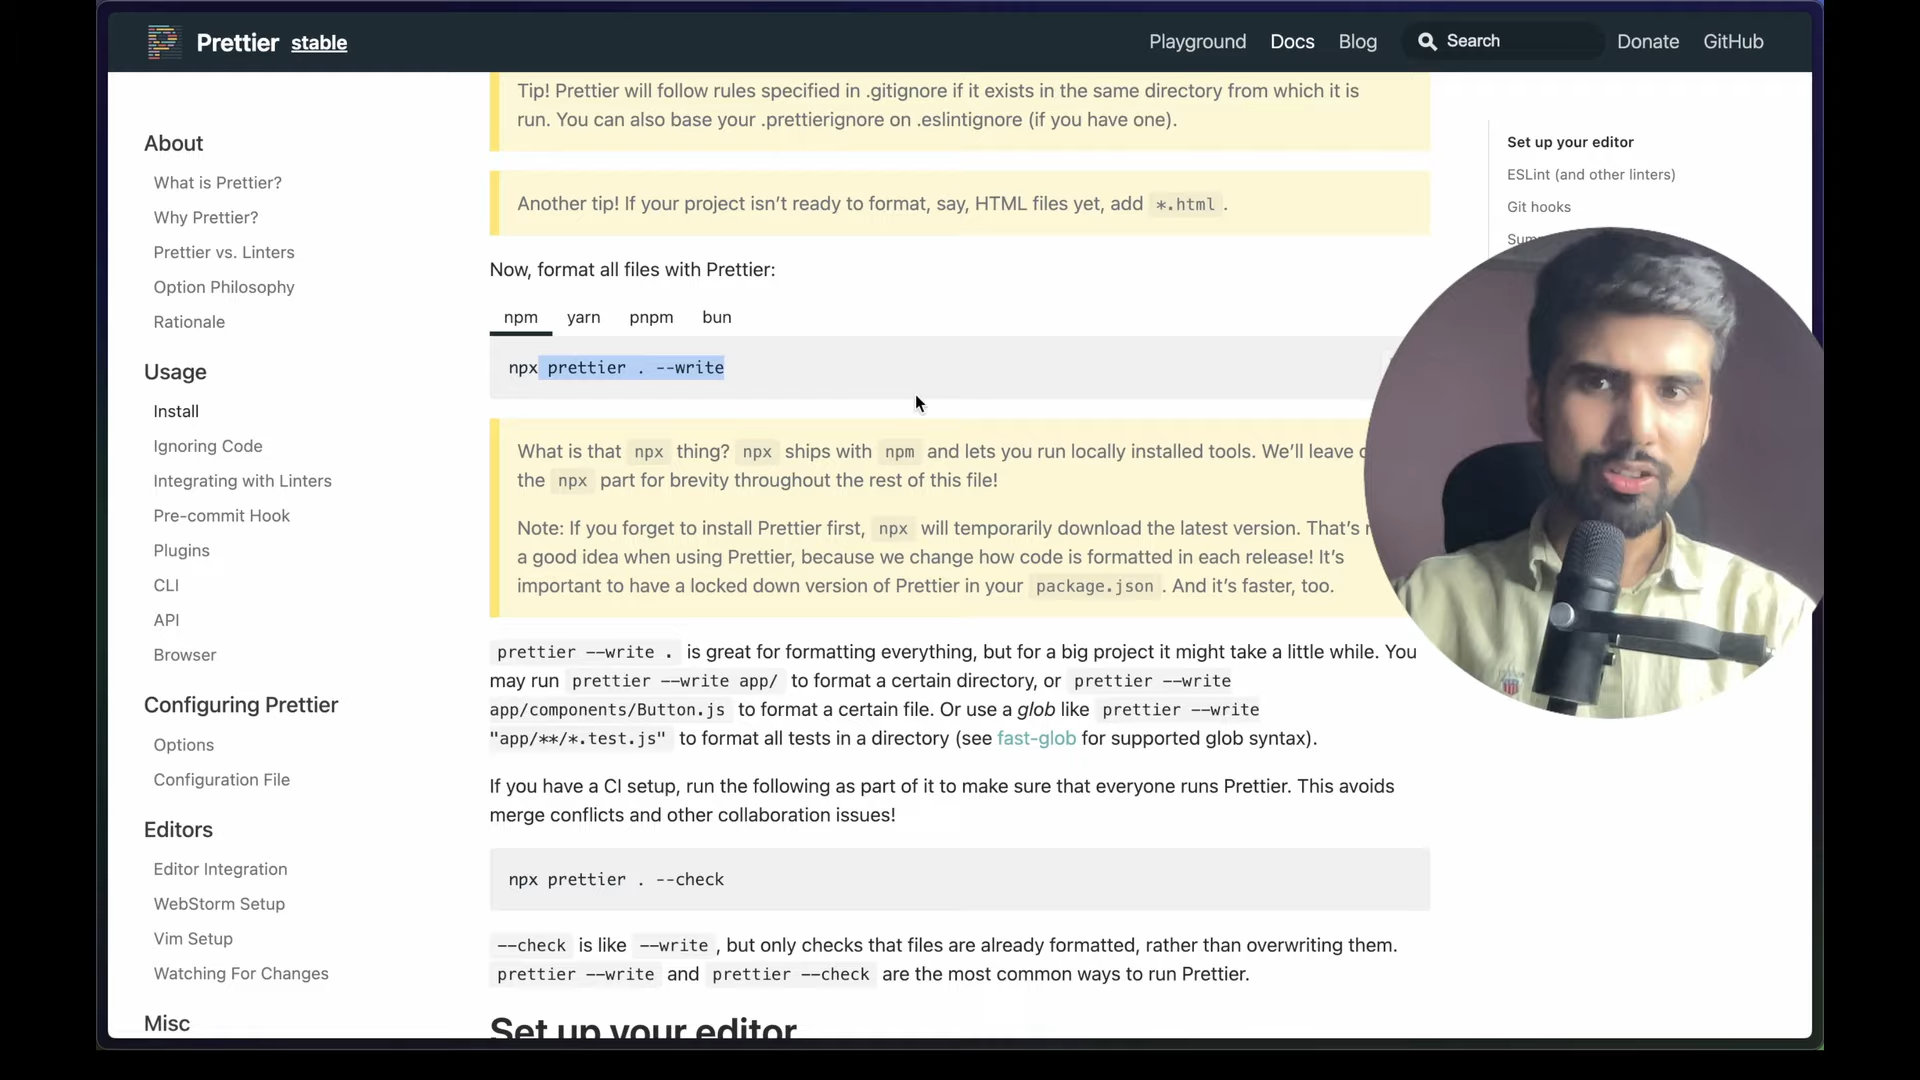 Prettier stable
Playground Docs Blog Search Donate GitHub
About
What is Prettier?
Why Prettier?
Prettier vs. Linters
Option Philosophy
Rationale
Usage
Install
Ignoring Code
Integrating with Linters
Pre-commit Hook
Plugins
CLI
API
Browser
Configuring Prettier
Options
Configuration File
Editors
Editor Integration
WebStorm Setup
Vim Setup
Watching For Changes
Misc
Tip! Prettier will follow rules specified in .gitignore if it exists in the same directory from which it is
run. You can also base your .prettierignore on .eslintignore (if you have one).
Another tip! If your project isn’t ready to format, say, HTML files yet, add *.html.
Now, format all files with Prettier:
npm yarn pnpm bun
npx prettier . --write
What is that npx thing? npx ships with npm and lets you run locally installed tools. We’ll leave
the npx part for brevity throughout the rest of this file!
Note: If you forget to install Prettier first, npx will temporarily download the latest version. That’s
a good idea when using Prettier, because we change how code is formatted in each release! It’s
important to have a locked down version of Prettier in your package.json. And it’s faster, too.
prettier --write . is great for formatting everything, but for a big project it might take a little while. You
may run prettier --write app/ to format a certain directory, or prettier --write
app/components/Button.js to format a certain file. Or use a glob like prettier --write
"app/**/*.test.js" to format all tests in a directory (see fast-glob for supported glob syntax).
If you have a CI setup, run the following as part of it to make sure that everyone runs Prettier. This avoids
merge conflicts and other collaboration issues!
npx prettier . --check
--check is like --write, but only checks that files are already formatted, rather than overwriting them.
prettier --write and prettier --check are the most common ways to run Prettier.
Set up your editor
Set up your editor
ESLint (and other linters)
Git hooks